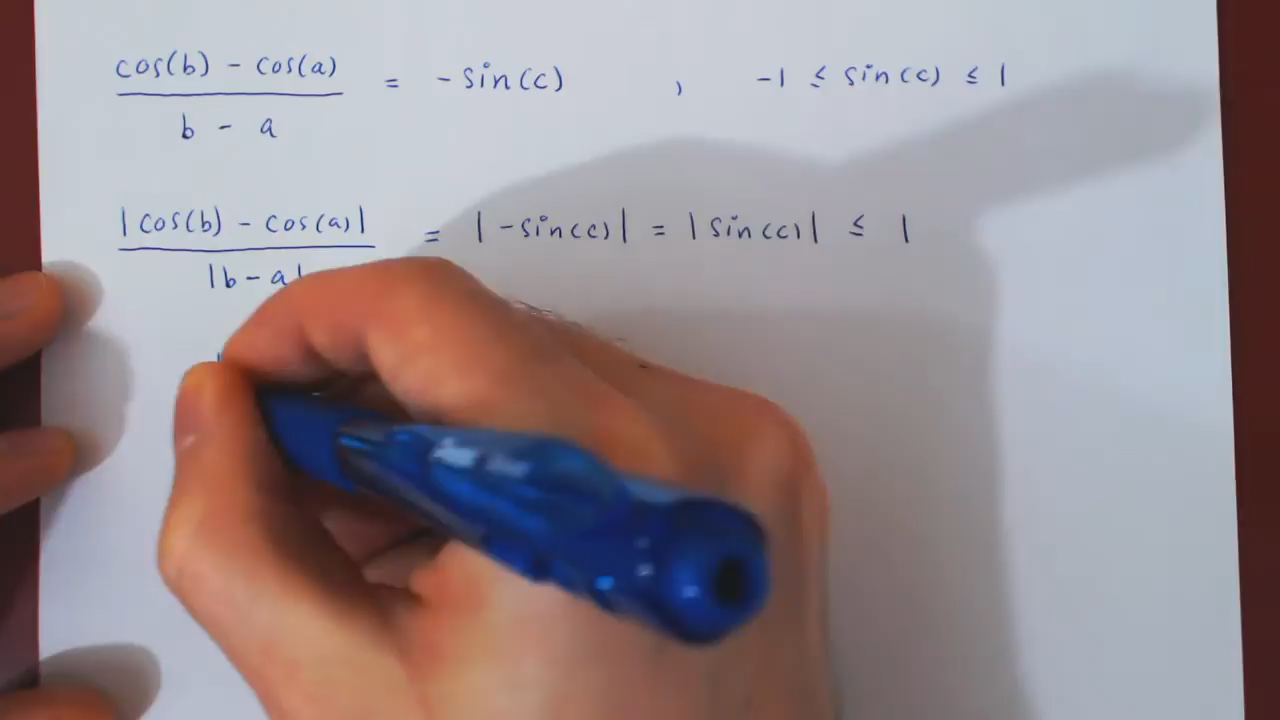 cos(b) - cos(a)
b - a
= - sin(c) , -1 ≤ sin(c) ≤ 1
|cos(b) - cos(a)|
|b - a|
= |-sin(c)| = |sin(c)| ≤ 1